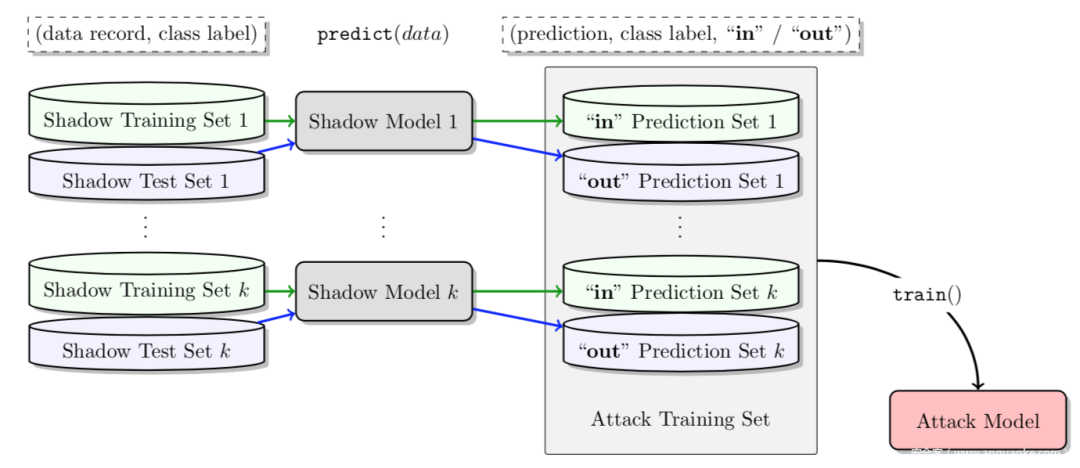 (data record, class label)
predict(data)
(prediction, class label, “in” / “out”)
Shadow Training Set 1
Shadow Model 1
“in” Prediction Set 1
Shadow Test Set 1
“out” Prediction Set 1
Shadow Training Set k
Shadow Model k
“in” Prediction Set k
train()
Shadow Test Set k
“out” Prediction Set k
Attack Training Set
Attack Model